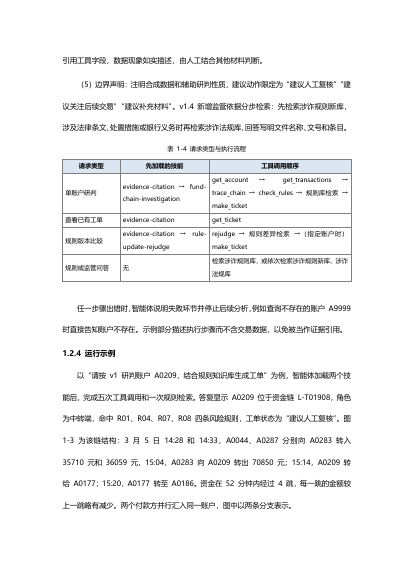 引用工具字段，数据现象如实描述，由人工结合其他材料判断。
（5）边界声明：注明合成数据和辅助研判性质，建议动作限定为“建议人工复核”“建
议关注后续交易”“建议补充材料”。v1.4 新增监管依据分步检索：先检索涉诈规则新库，
涉及法律条文、处置措施或银行义务时再检索涉诈法规库，回答写明文件名称、文号和条目。
表 1-4 请求类型与执行流程
请求类型 先加载的技能 工具调用顺序
单账户研判 evidence-citation → fund-chain-investigation get_account → get_transactions → trace_chain → check_rules → 规则库检索 → make_ticket
查看已有工单 evidence-citation get_ticket
规则版本比较 evidence-citation → rule-update-rejudge rejudge → 规则差异检索 →（指定账户时）make_ticket
规则或监管问答 无 检索涉诈规则库，或依次检索涉诈规则新库、涉诈法规库
任一步骤出错时，智能体说明失败环节并停止后续分析，例如查询不存在的账户 A9999
时直接告知账户不存在。示例部分描述执行步骤而不含交易数据，以免被当作证据引用。
1.2.4 运行示例
以“请按 v1 研判账户 A0209，结合规则知识库生成工单”为例，智能体加载两个技
能后，完成五次工具调用和一次规则检索。答复显示 A0209 位于资金链 L-T01908，角色
为中转端，命中 R01、R04、R07、R08 四条风险规则，工单状态为“建议人工复核”。图
1-3 为该链结构：3 月 5 日 14:28 和 14:33，A0044、A0287 分别向 A0283 转入
35710 元和 36059 元，15:04，A0283 向 A0209 转出 70850 元；15:14，A0209 转
给 A0177；15:20，A0177 转至 A0186。资金在 52 分钟内经过 4 跳，每一跳的金额较
上一跳略有减少。两个付款方并行汇入同一账户，图中以两条分支表示。